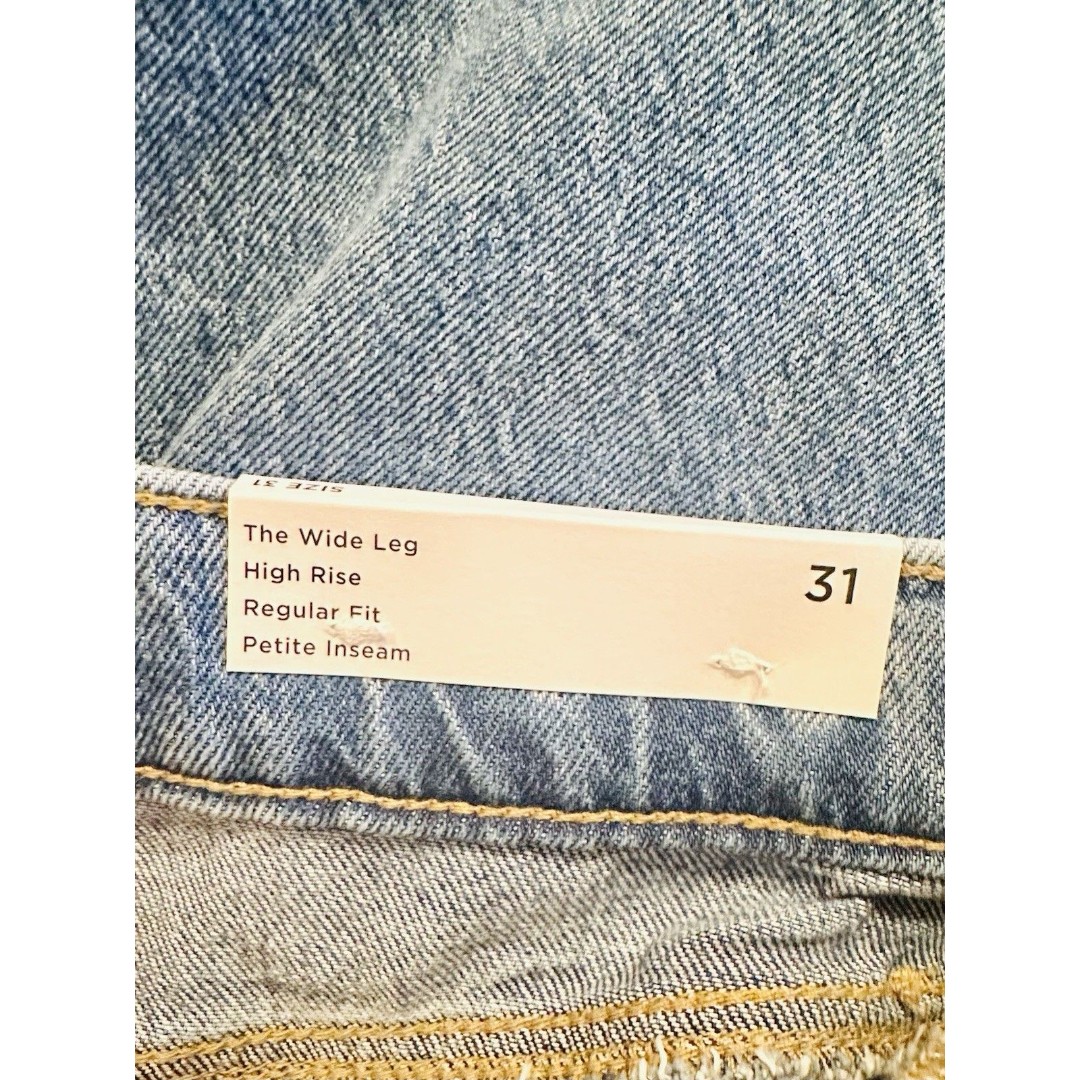 SIZE 31
The Wide Leg
High Rise
Regular Fit
Petite Inseam
31